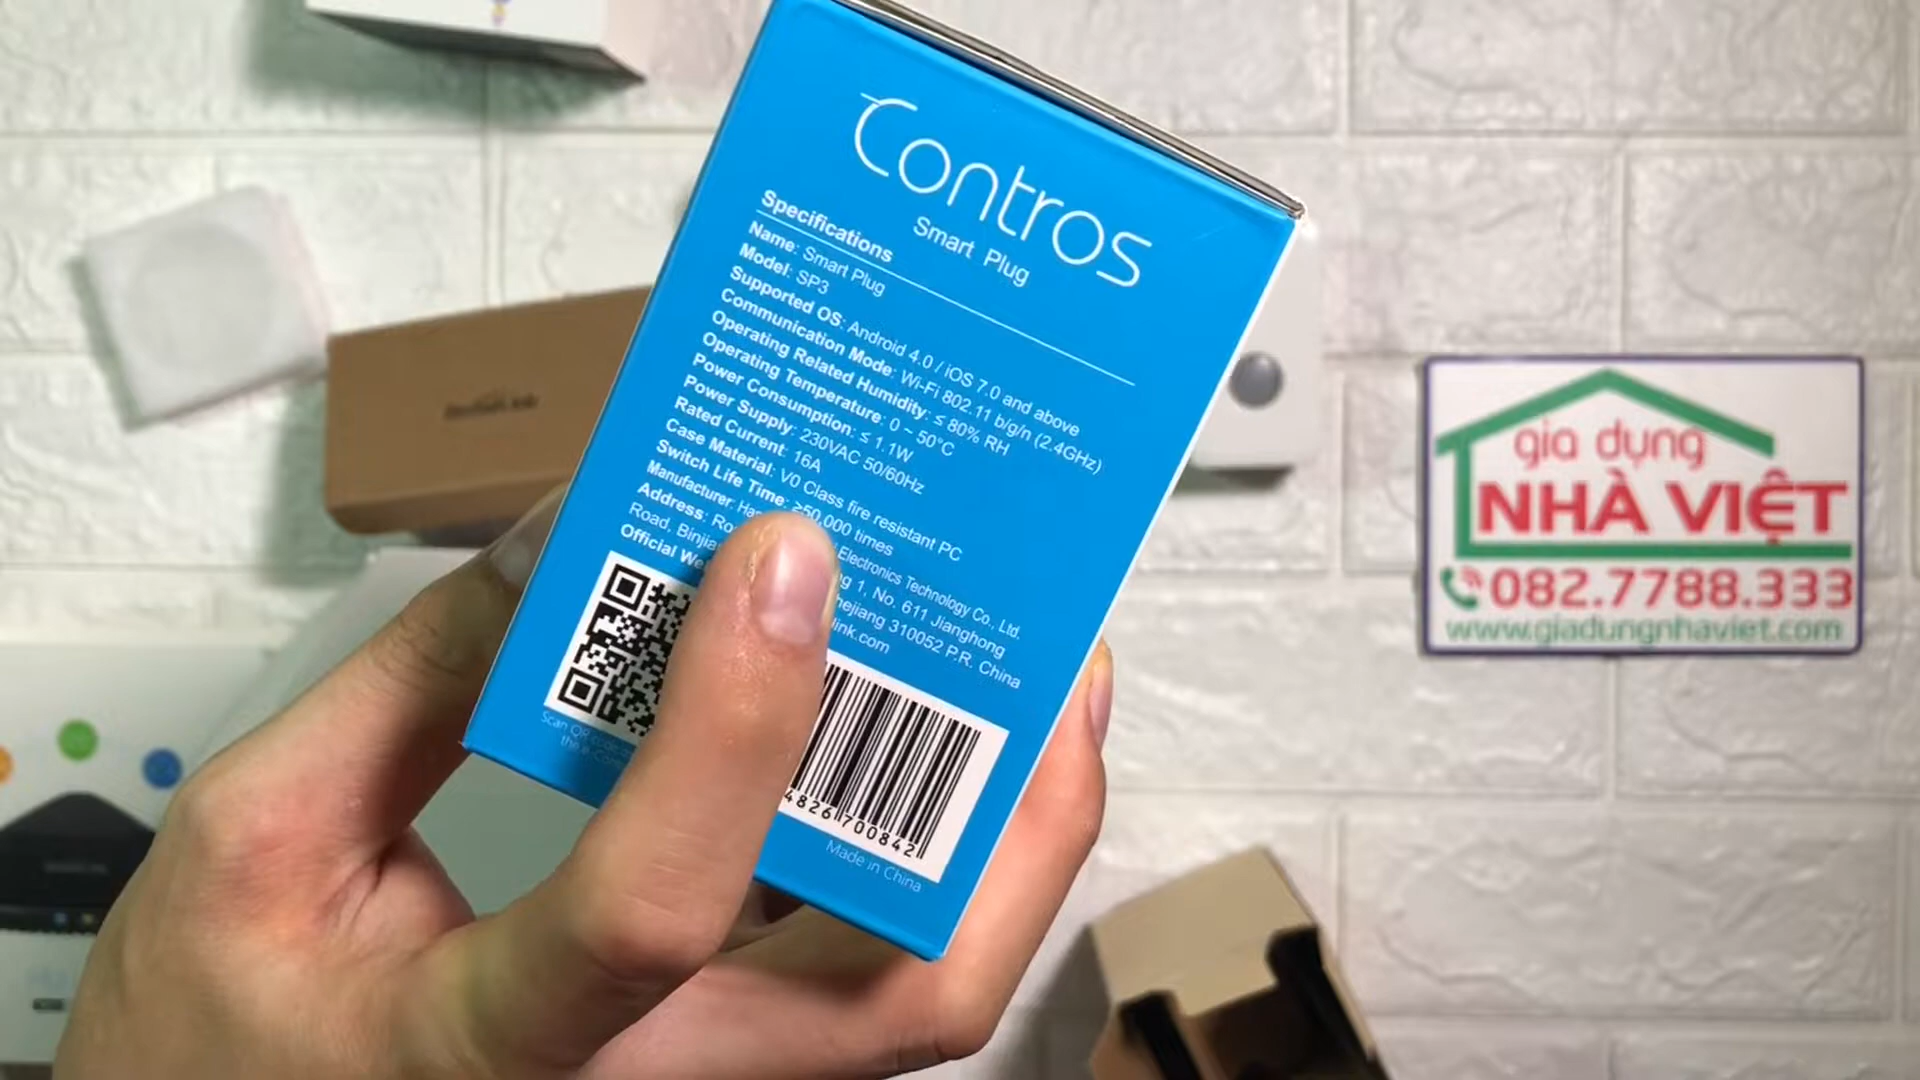 Contros
Smart Plug
Specifications
Name: Smart Plug
Model: SP3
Supported OS: Android 4.0 / iOS 7.0 and above
Communication Mode: Wi-Fi 802.11 b/g/n (2.4GHz)
Operating Related Humidity: ≤ 80% RH
Operating Temperature: 0 ~ 50°C
Power Consumption: ≤ 1.1W
Power Supply: 230VAC 50/60Hz
Rated Current: 16A
Case Material: V0 Class fire resistant PC
Switch Life Time: ≥50,000 times
Manufacturer: Electronics Technology Co., Ltd.
Address: 1, No. 611 Jianghong
Road, 310052 P.R. China
Official
Scan QR
the
4826700842
Made in China
gia dụng
NHÀ VIỆT
082.7788.333
www.giadungnhaviet.com